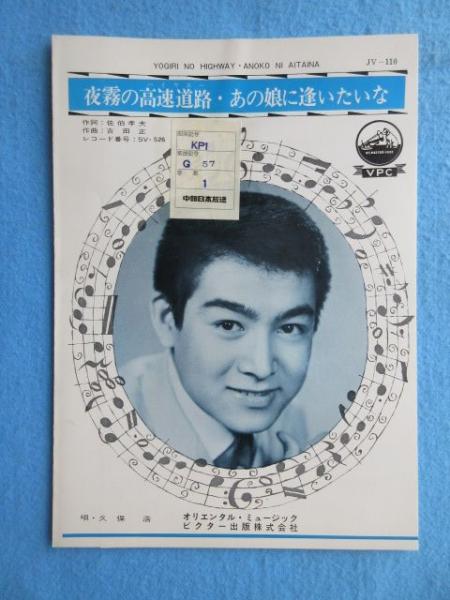 YOGIRI NO HIGHWAY・ANOKO NI AITAINA
JV-116
夜霧の高速道路・あの娘に逢いたいな
作詞：佐伯孝夫
作曲：吉田正
レコード番号：SV-526
KPI
G 57
1
中部日本放送
VPC
唄・久保浩
オリエンタル・ミュージック
ビクター出版株式会社